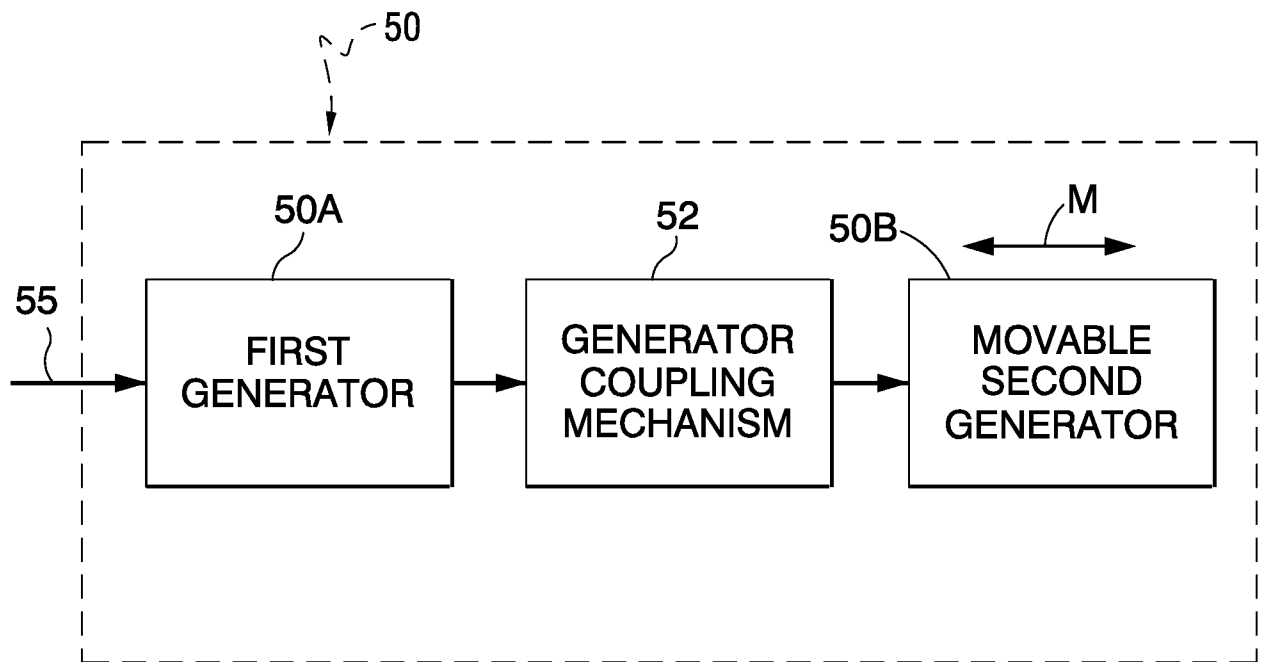 50
50A
52
50B
M
55
FIRST
GENERATOR
GENERATOR
COUPLING
MECHANISM
MOVABLE
SECOND
GENERATOR